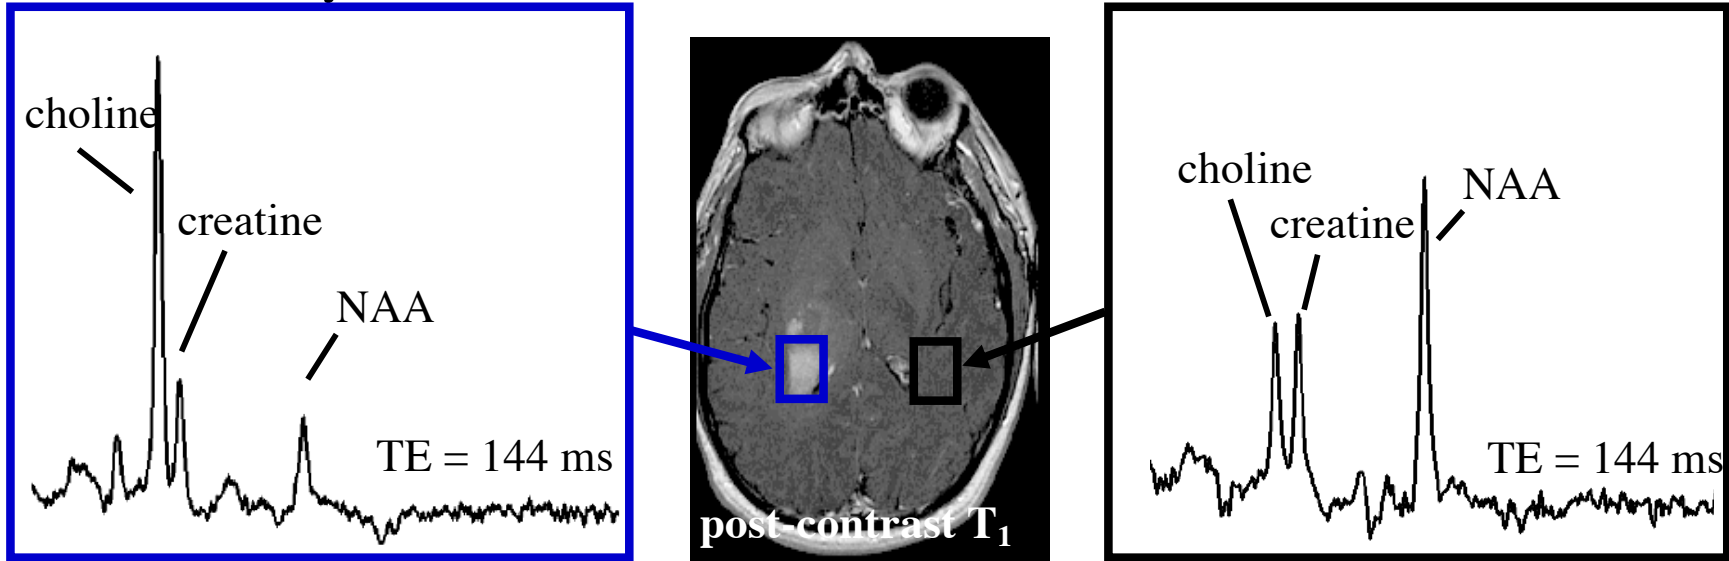 choline
creatine
NAA
TE = 144 ms
post-contrast T₁
choline
NAA
creatine
TE = 144 ms